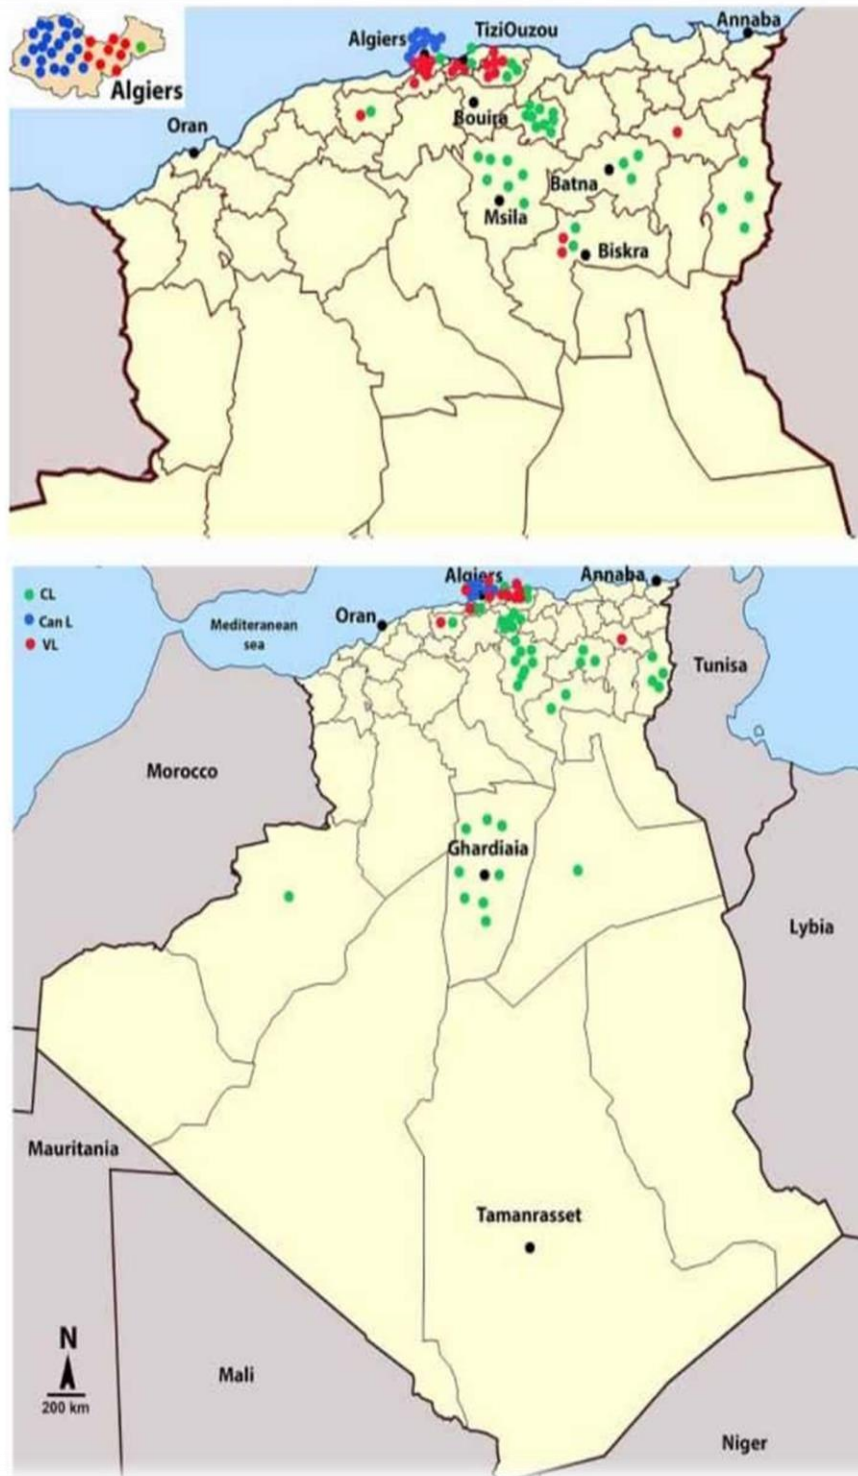 Algiers
Algiers
TiziOuzou
Annaba
Oran
Bouira
Batna
Msila
Biskra
CL
Can L
VL
Mediteranean
sea
Algiers
Annaba
Oran
Tunisa
Morocco
Ghardiaia
Lybia
Mauritania
Tamanrasset
N
200 km
Mali
Niger